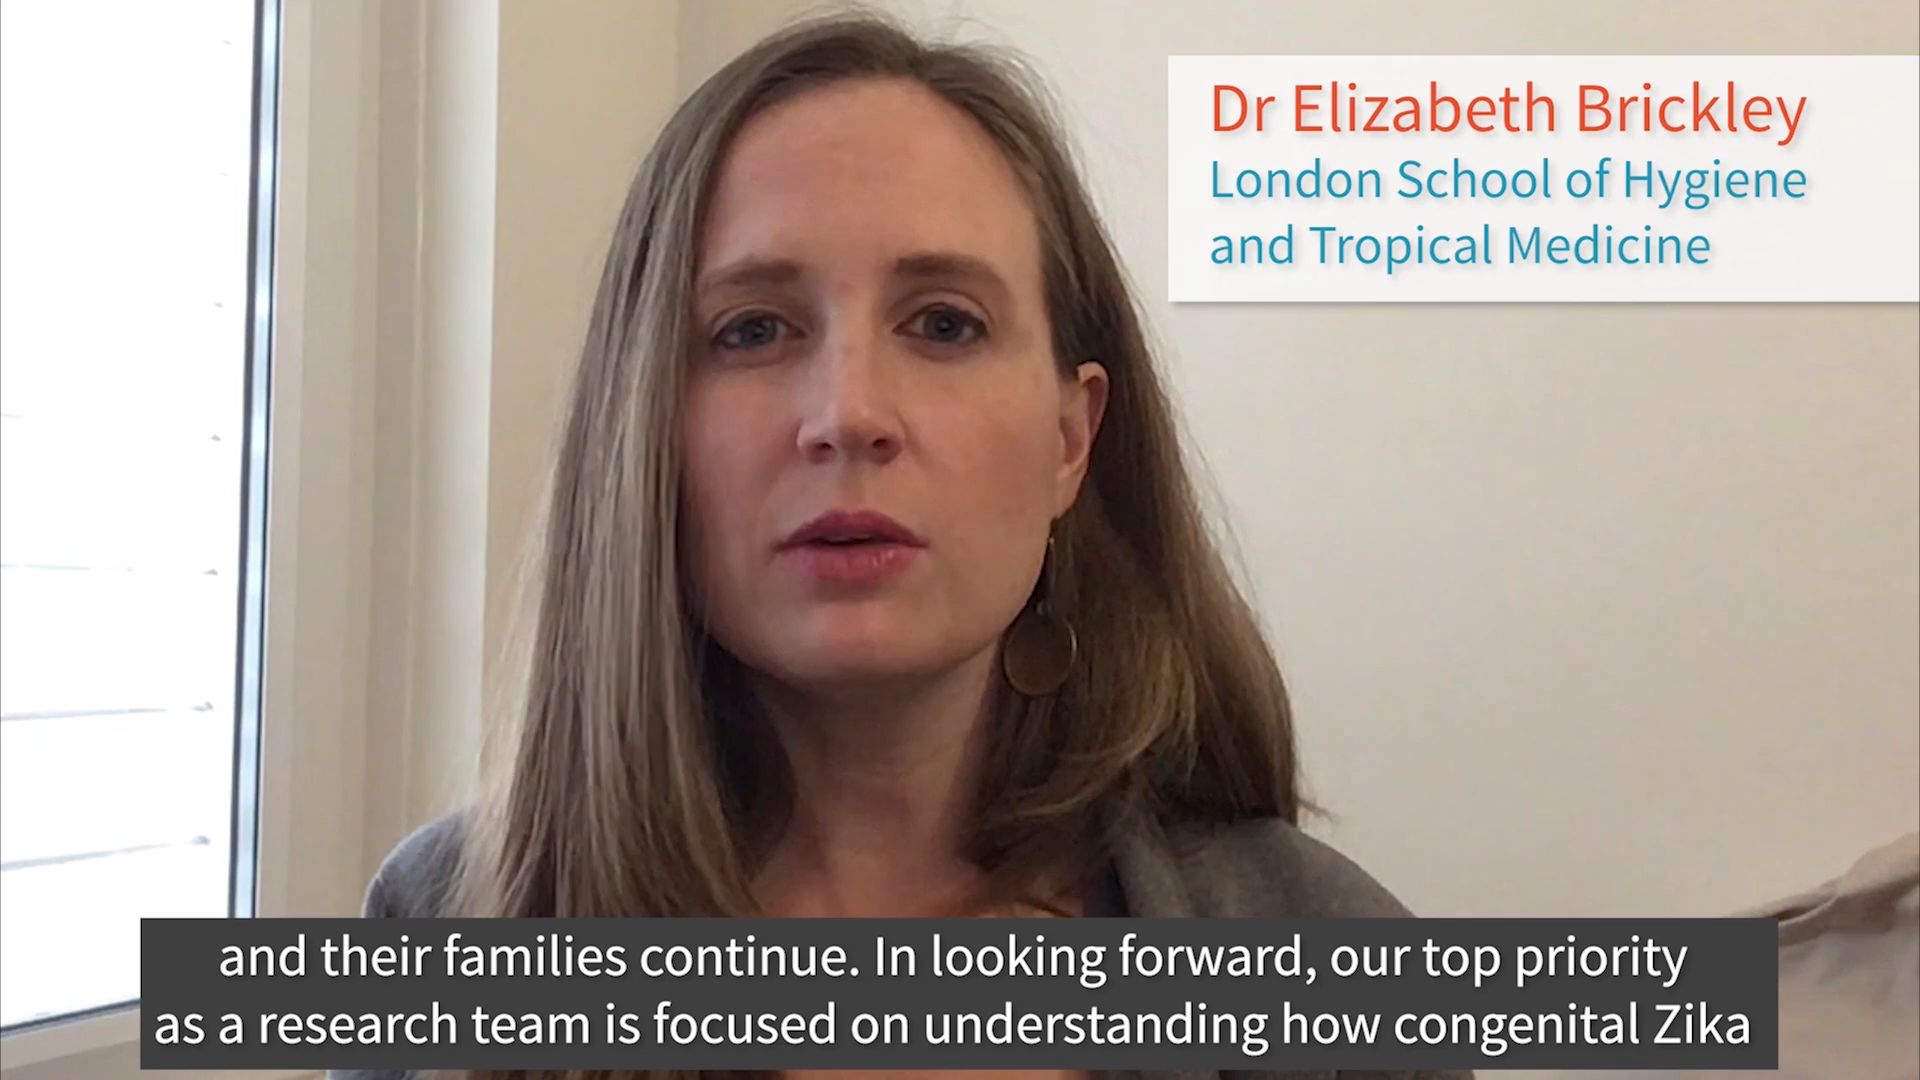 Dr Elizabeth Brickley
London School of Hygiene
and Tropical Medicine
and their families continue. In looking forward, our top priority
as a research team is focused on understanding how congenital Zika